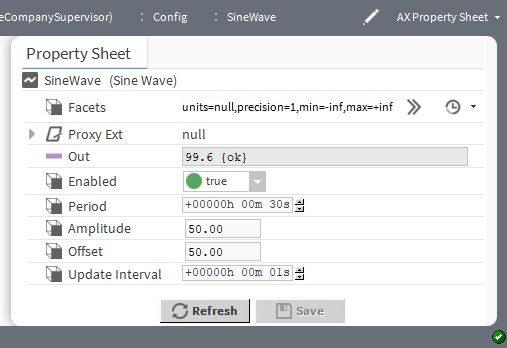 eCompanySupervisor) : Config : SineWave AX Property Sheet
Property Sheet
SineWave (Sine Wave)
Facets units=null,precision=1,min=-inf,max=+inf
Proxy Ext null
Out 99.6 {ok}
Enabled true
Period +00000h 00m 30s
Amplitude 50.00
Offset 50.00
Update Interval +00000h 00m 01s
Refresh Save